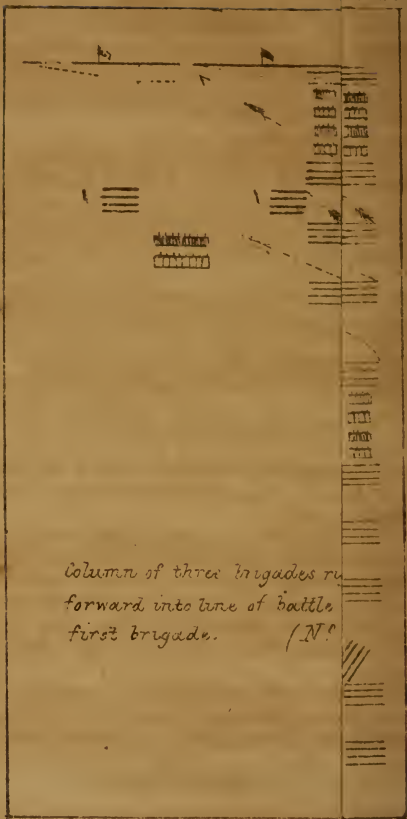 Column of three brigades
forward into line of battle
first brigade. (N